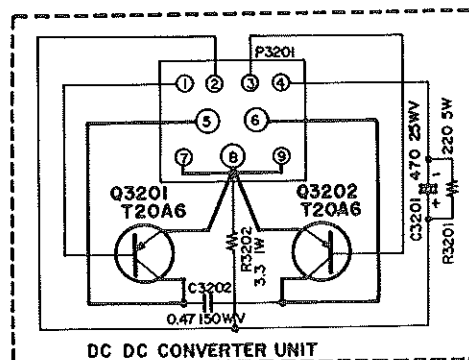 P3201
1 2 3 4
5 6
7 8 9
Q3201
T20A6
Q3202
T20A6
R3202
3.3 1W
C3202
0.47 150WV
C3201 470 25WV
+ -
220 5W
R3201
DC DC CONVERTER UNIT